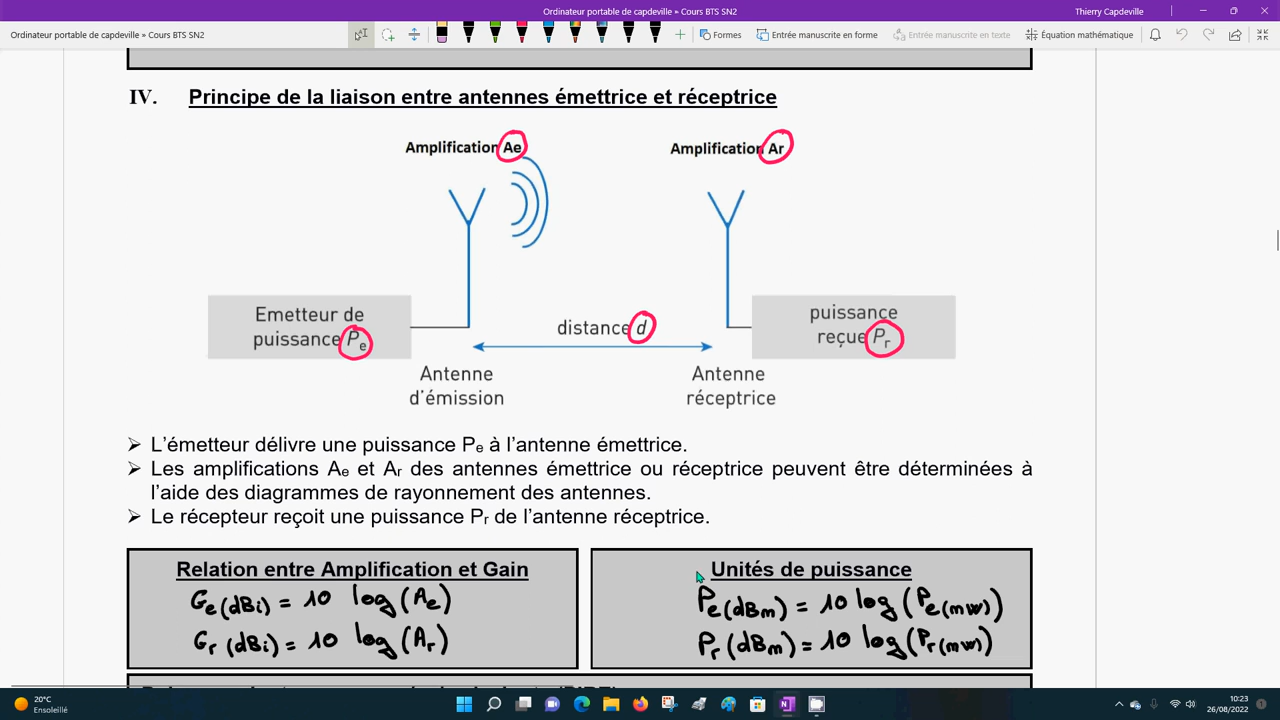 Ordinateur portable de capdeville » Cours BTS SN2
Thierry Capdeville
Ordinateur portable de capdeville » Cours BTS SN2
Formes
Entrée manuscrite en forme
Entrée manuscrite en texte
Équation mathématique
IV. Principe de la liaison entre antennes émettrice et réceptrice
Amplification Ae
Amplification Ar
Emetteur de
puissance Pe
distance d
puissance
reçue Pr
Antenne
d'émission
Antenne
réceptrice
➢ L'émetteur délivre une puissance Pe à l'antenne émettrice.
➢ Les amplifications Ae et Ar des antennes émettrice ou réceptrice peuvent être déterminées à
l'aide des diagrammes de rayonnement des antennes.
➢ Le récepteur reçoit une puissance Pr de l'antenne réceptrice.
Relation entre Amplification et Gain
Ge (dBi) = 10 log(Ae)
Gr (dBi) = 10 log(Ar)
Unités de puissance
Pe(dBm) = 10 log(Pe(mW))
Pr(dBm) = 10 log(Pr(mW))
20°C
Ensoleillé
10:23
26/08/2022